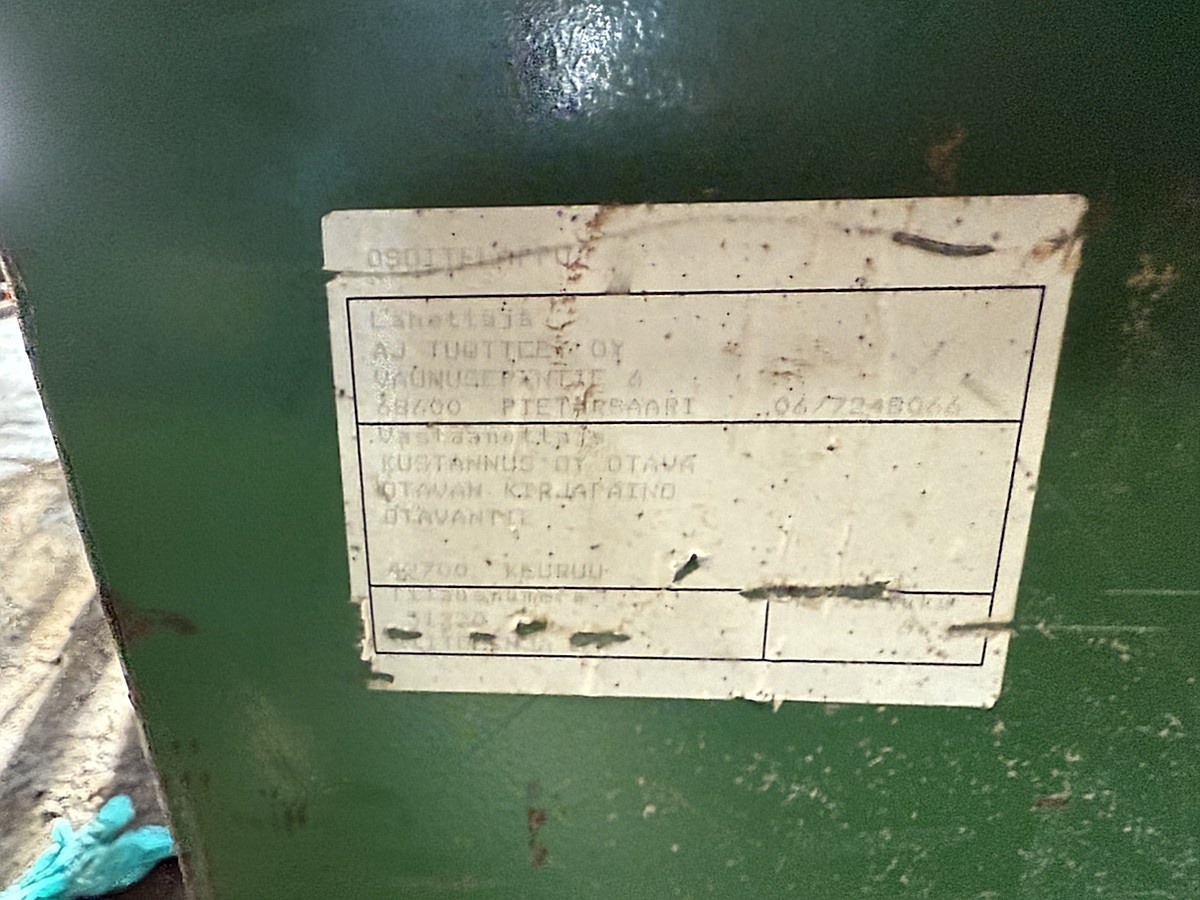 OSOITELAPPU
Lahettaja
AJ TUOTTEET OY
VAUNUSEPANTIE 6
68600 PIETARSAARI 06/7248066
Vastaanottaja
KUSTANNUS OY OTAVA
OTAVAN KIRJAPAINO
OTAVANTIE
42700 KEURUU